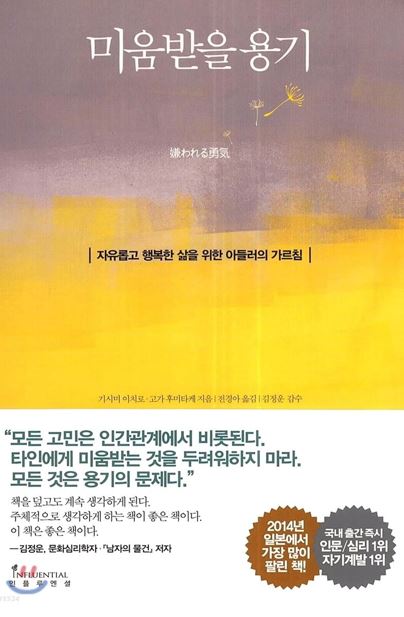 미움받을 용기
嫌われる勇気
| 자유롭고 행복한 삶을 위한 아들러의 가르침 |
기시미 이치로·고가 후미타케 지음 | 전경아 옮김 | 김정운 감수
“모든 고민은 인간관계에서 비롯된다.
타인에게 미움받는 것을 두려워하지 마라.
모든 것은 용기의 문제다.”
책을 덮고도 계속 생각하게 된다.
주체적으로 생각하게 하는 책이 좋은 책이다.
이 책은 좋은 책이다.
—김정운, 문화심리학자·『남자의 물건』 저자
2014년
일본에서
가장 많이
팔린 책!
국내 출간 즉시
인문/심리 1위
자기계발 1위
INFLUENTIAL
인플루엔셜
yes24